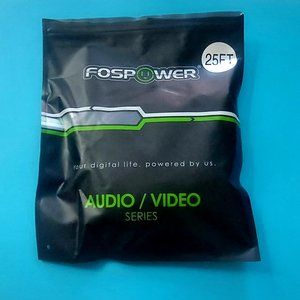 25FT
FOSPOWER®
your digital life. powered by us.
AUDIO / VIDEO
SERIES